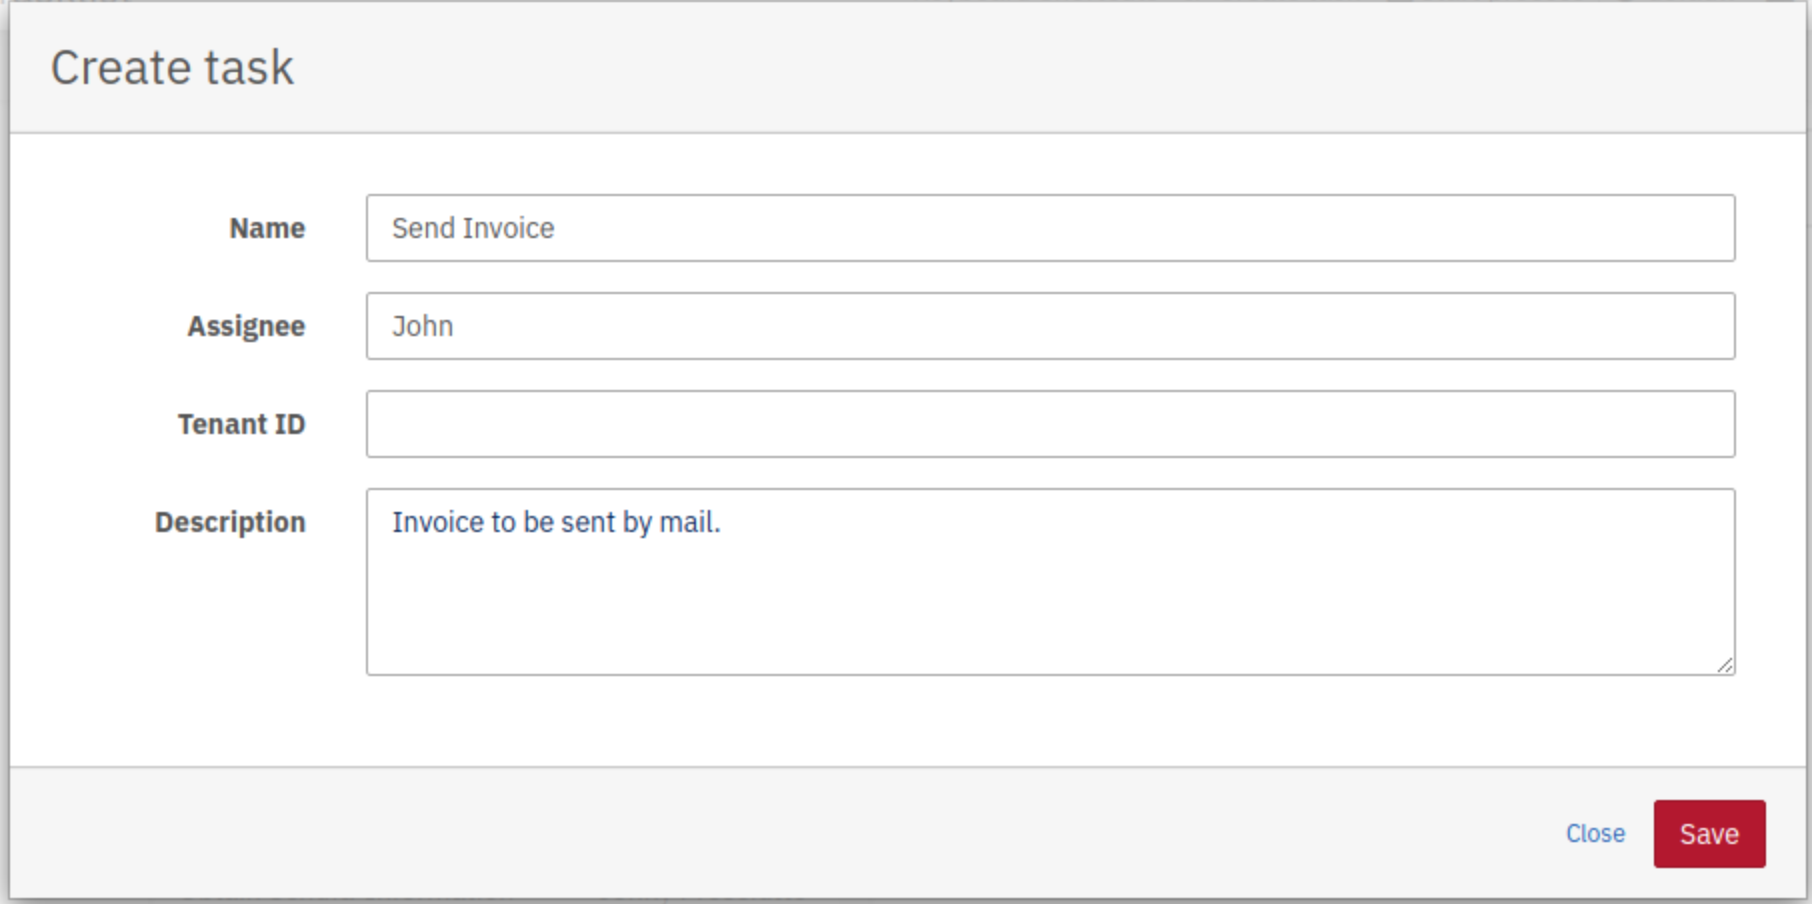 Create task
Name
Send Invoice
Assignee
John
Tenant ID
Description
Invoice to be sent by mail.
Close
Save